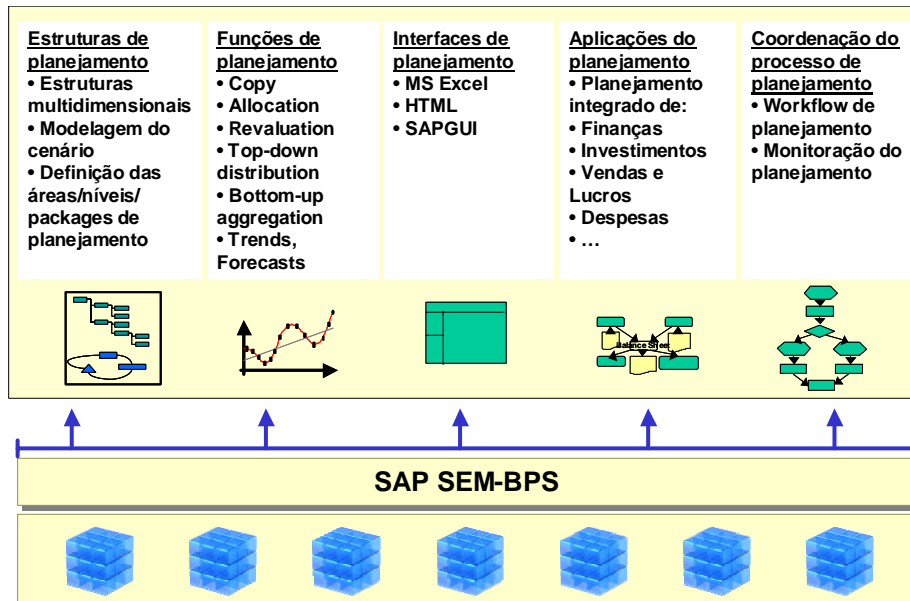 Estruturas de
planejamento
• Estruturas
multidimensionais
• Modelagem do
cenário
• Definição das
áreas/níveis/
packages de
planejamento
Funções de
planejamento
• Copy
• Allocation
• Revaluation
• Top-down
distribution
• Bottom-up
aggregation
• Trends,
Forecasts
Interfaces de
planejamento
• MS Excel
• HTML
• SAPGUI
Aplicações do
planejamento
• Planejamento
integrado de:
• Finanças
• Investimentos
• Vendas e
Lucros
• Despesas
• ...
Coordenação do
processo de
planejamento
• Workflow de
planejamento
• Monitoração do
planejamento
Balance Sheet
SAP SEM-BPS